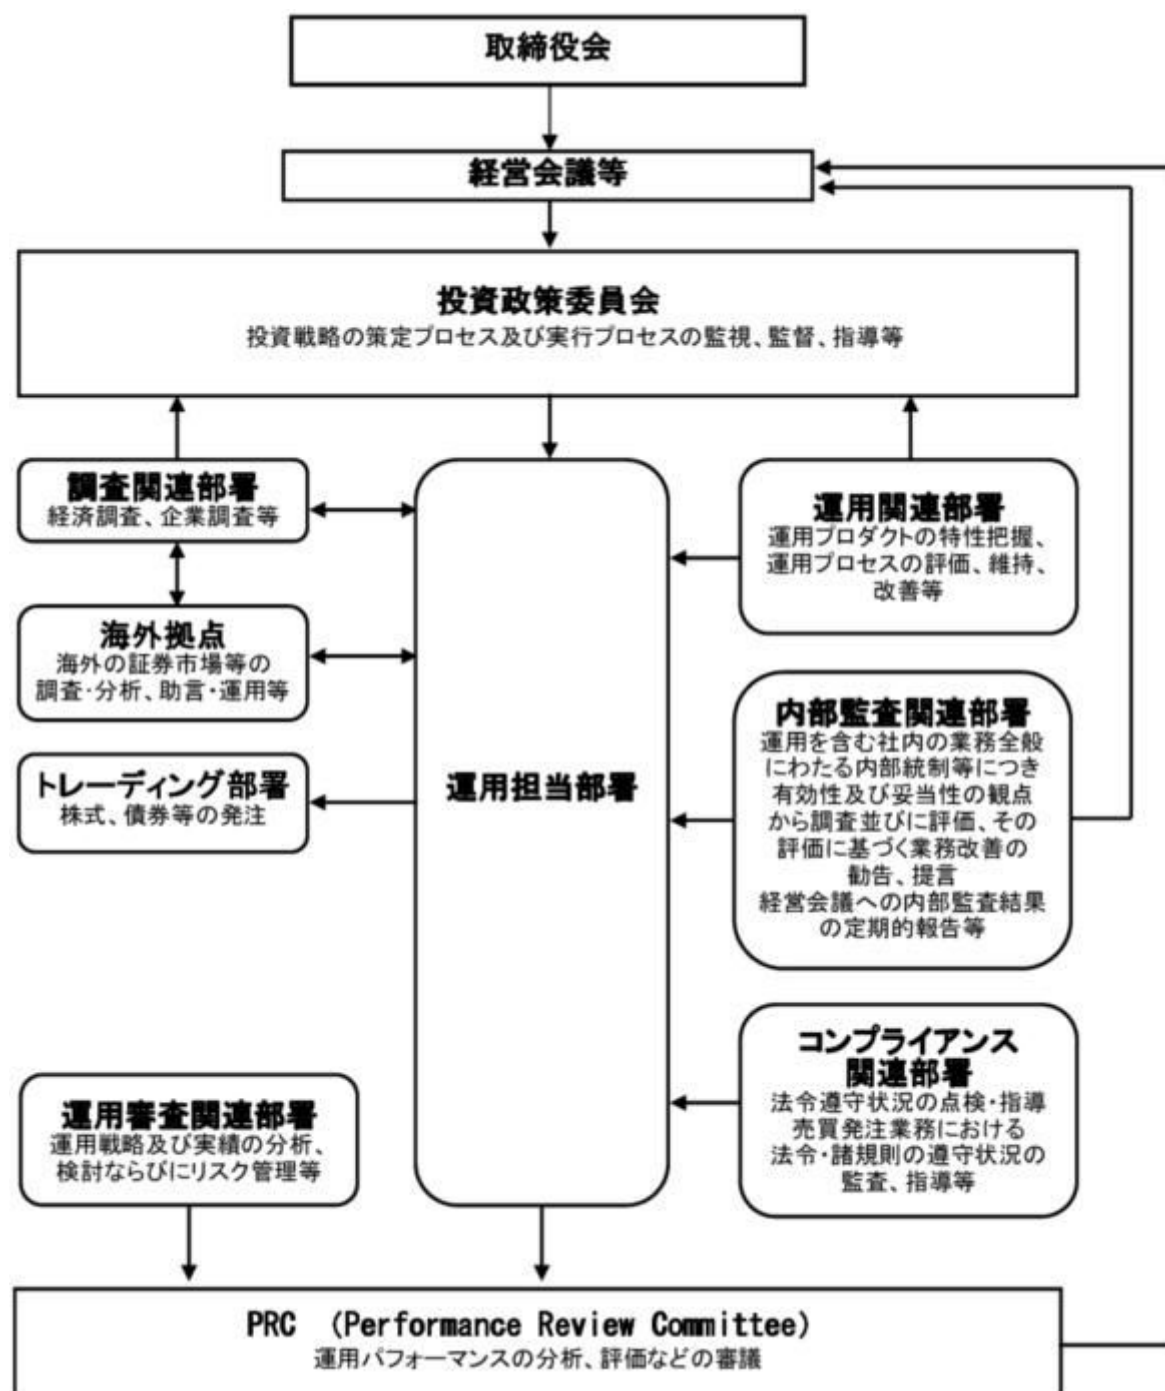 取締役会
経営会議等
投資政策委員会
投資戦略の策定プロセス及び実行プロセスの監視、監督、指導等
調査関連部署
経済調査、企業調査等
海外拠点
海外の証券市場等の
調査・分析、助言・運用等
トレーディング部署
株式、債券等の発注
運用担当部署
運用関連部署
運用プロダクトの特性把握、
運用プロセスの評価、維持、
改善等
内部監査関連部署
運用を含む社内の業務全般
にわたる内部統制等につき
有効性及び妥当性の観点
から調査並びに評価、その
評価に基づく業務改善の
勧告、提言
経営会議への内部監査結果
の定期的報告等
コンプライアンス
関連部署
法令遵守状況の点検・指導
売買発注業務における
法令・諸規則の遵守状況の
監査、指導等
運用審査関連部署
運用戦略及び実績の分析、
検討ならびにリスク管理等
PRC （Performance Review Committee）
運用パフォーマンスの分析、評価などの審議